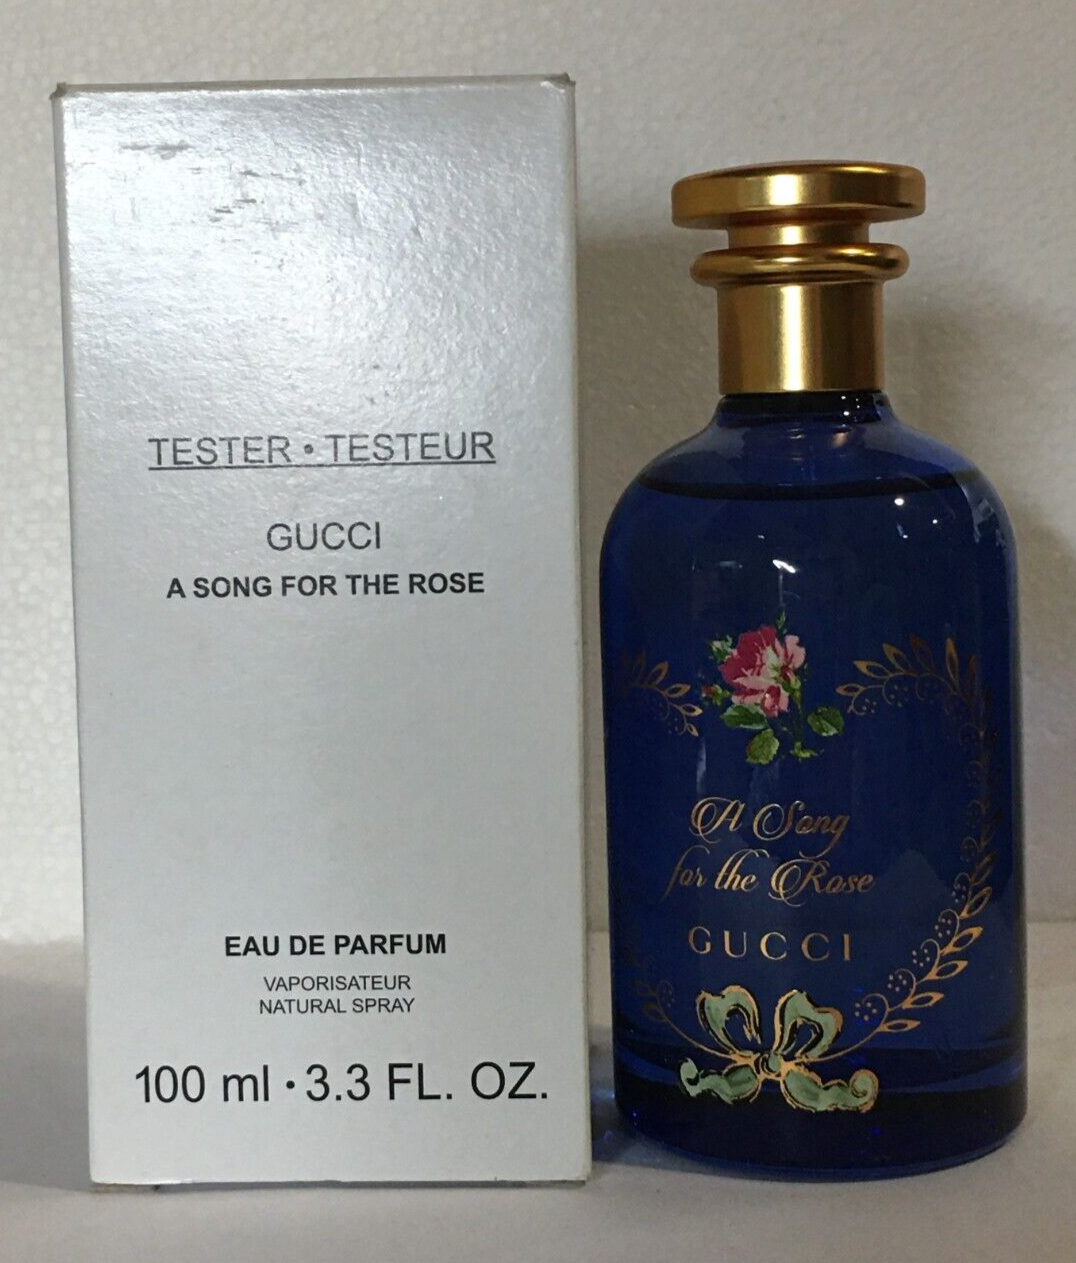 TESTER • TESTEUR
GUCCI
A SONG FOR THE ROSE
EAU DE PARFUM
VAPORISATEUR
NATURAL SPRAY
100 ml • 3.3 FL. OZ.
A Song
for the Rose
GUCCI